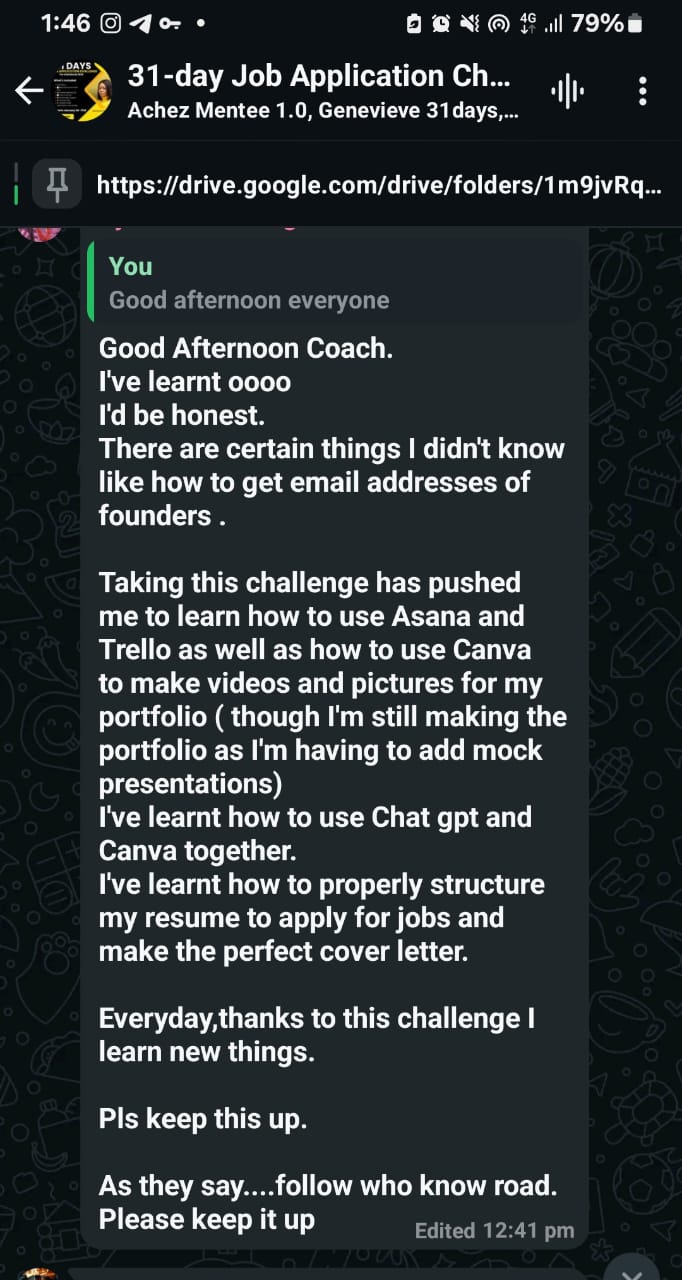 1:46
4G
79%
DAYS
31-day Job Application Ch...
Achez Mentee 1.0, Genevieve 31days,...
https://drive.google.com/drive/folders/1m9jvRq...
You
Good afternoon everyone
Good Afternoon Coach.
I've learnt oooo
I'd be honest.
There are certain things I didn't know
like how to get email addresses of
founders .
Taking this challenge has pushed
me to learn how to use Asana and
Trello as well as how to use Canva
to make videos and pictures for my
portfolio ( though I'm still making the
portfolio as I'm having to add mock
presentations)
I've learnt how to use Chat gpt and
Canva together.
I've learnt how to properly structure
my resume to apply for jobs and
make the perfect cover letter.
Everyday,thanks to this challenge I
learn new things.
Pls keep this up.
As they say....follow who know road.
Please keep it up
Edited 12:41 pm